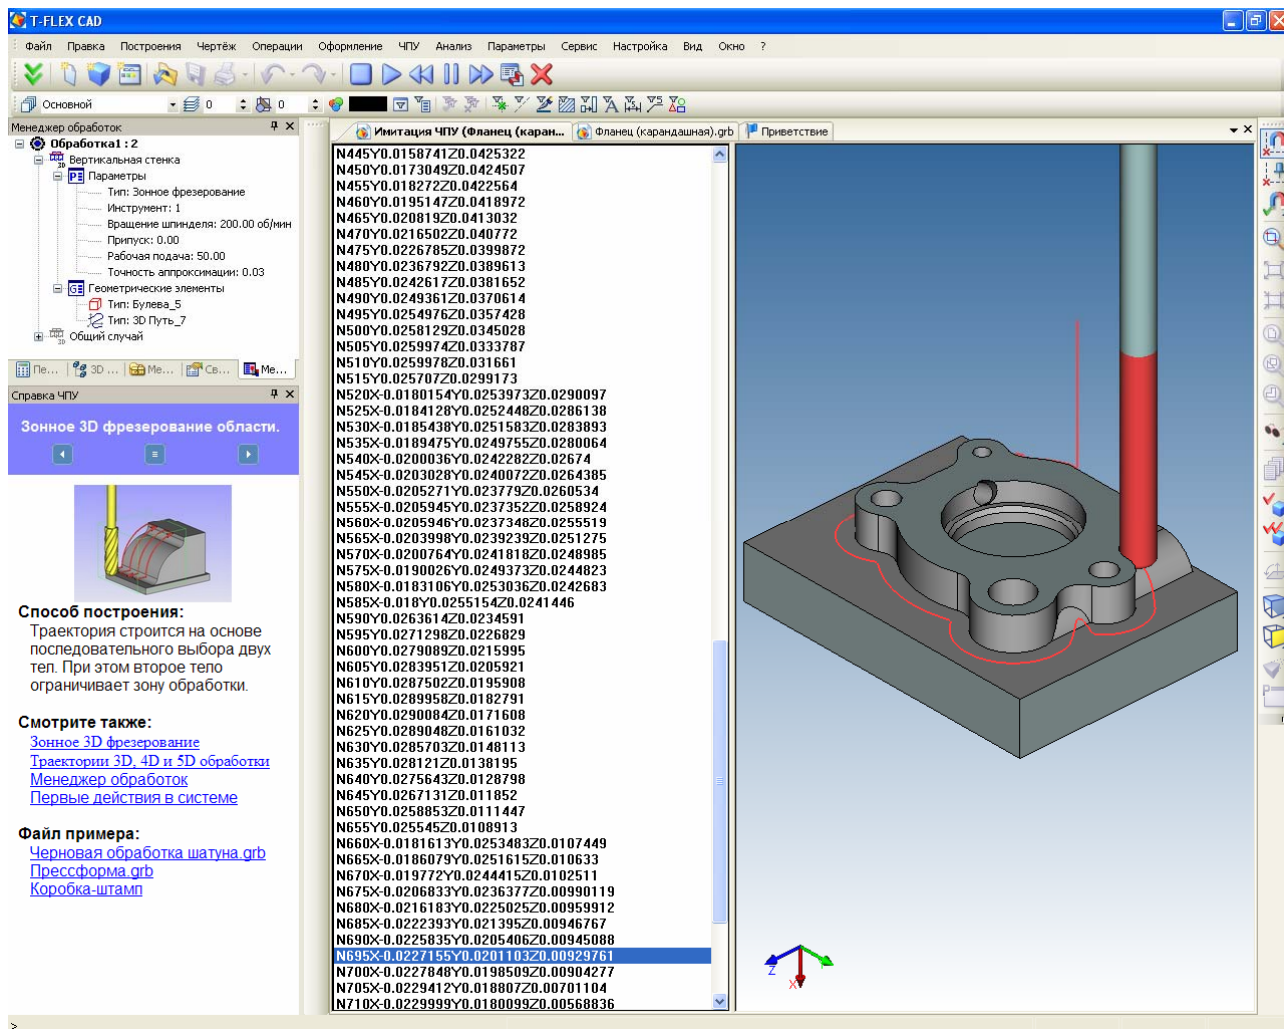 T-FLEX CAD
Файл Правка Построения Чертёж Операции Оформление ЧПУ Анализ Параметры Сервис Настройка Вид Окно ?
Основной 0 0
Менеджер обработок
Имитация ЧПУ (Фланец (каран... Фланец (карандашная).grb Приветствие
Обработка1 : 2
Вертикальная стенка
Параметры
Тип: Зонное фрезерование
Инструмент: 1
Вращение шпинделя: 200.00 об/мин
Припуск: 0.00
Рабочая подача: 50.00
Точность аппроксимации: 0.03
Геометрические элементы
Тип: Булева_5
Тип: 3D Путь_7
Общий случай
Пе... 3D ... Ме... Св... Ме...
Справка ЧПУ
Зонное 3D фрезерование области.
Способ построения:
Траектория строится на основе
последовательного выбора двух
тел. При этом второе тело
ограничивает зону обработки.
Смотрите также:
Зонное 3D фрезерование
Траектории 3D, 4D и 5D обработки
Менеджер обработок
Первые действия в системе
Файл примера:
Черновая обработка шатуна.grb
Прессформа.grb
Коробка-штамп
N445Y0.0158741Z0.0425322
N450Y0.0173049Z0.0424507
N455Y0.018272Z0.0422564
N460Y0.0195147Z0.0418972
N465Y0.020819Z0.0413032
N470Y0.0216502Z0.040772
N475Y0.0226785Z0.0399872
N480Y0.0236792Z0.0389613
N485Y0.0242617Z0.0381652
N490Y0.0249361Z0.0370614
N495Y0.0254976Z0.0357428
N500Y0.0258129Z0.0345028
N505Y0.0259974Z0.0333787
N510Y0.0259978Z0.031661
N515Y0.025707Z0.0299173
N520X-0.0180154Y0.0253973Z0.0290097
N525X-0.0184128Y0.0252448Z0.0286138
N530X-0.0185438Y0.0251583Z0.0283893
N535X-0.0189475Y0.0249755Z0.0280064
N540X-0.0200036Y0.0242282Z0.02674
N545X-0.0203028Y0.0240072Z0.0264385
N550X-0.0205271Y0.023779Z0.0260534
N555X-0.0205945Y0.0237352Z0.0258924
N560X-0.0205946Y0.0237348Z0.0255519
N565X-0.0203998Y0.0239239Z0.0251275
N570X-0.0200764Y0.0241818Z0.0248985
N575X-0.0190026Y0.0249373Z0.0244823
N580X-0.0183106Y0.0253036Z0.0242683
N585X-0.018Y0.0255154Z0.0241446
N590Y0.0263614Z0.0234591
N595Y0.0271298Z0.0226829
N600Y0.0279089Z0.0215995
N605Y0.0283951Z0.0205921
N610Y0.0287502Z0.0195908
N615Y0.0289958Z0.0182791
N620Y0.0290084Z0.0171608
N625Y0.0289048Z0.0161032
N630Y0.0285703Z0.0148113
N635Y0.028121Z0.0138195
N640Y0.0275643Z0.0128798
N645Y0.0267131Z0.011852
N650Y0.0258853Z0.0111447
N655Y0.025545Z0.0108913
N660X-0.0181613Y0.0253483Z0.0107449
N665X-0.0186079Y0.0251615Z0.010633
N670X-0.019772Y0.0244415Z0.0102511
N675X-0.0206833Y0.0236377Z0.00990119
N680X-0.0216183Y0.0225025Z0.00959912
N685X-0.0222393Y0.021395Z0.00946767
N690X-0.0225835Y0.0205406Z0.00945088
N695X-0.0227155Y0.0201103Z0.00929761
N700X-0.0227848Y0.0198509Z0.00904277
N705X-0.0229412Y0.018807Z0.00701104
N710X-0.0229999Y0.0180099Z0.00568836
Z X
>